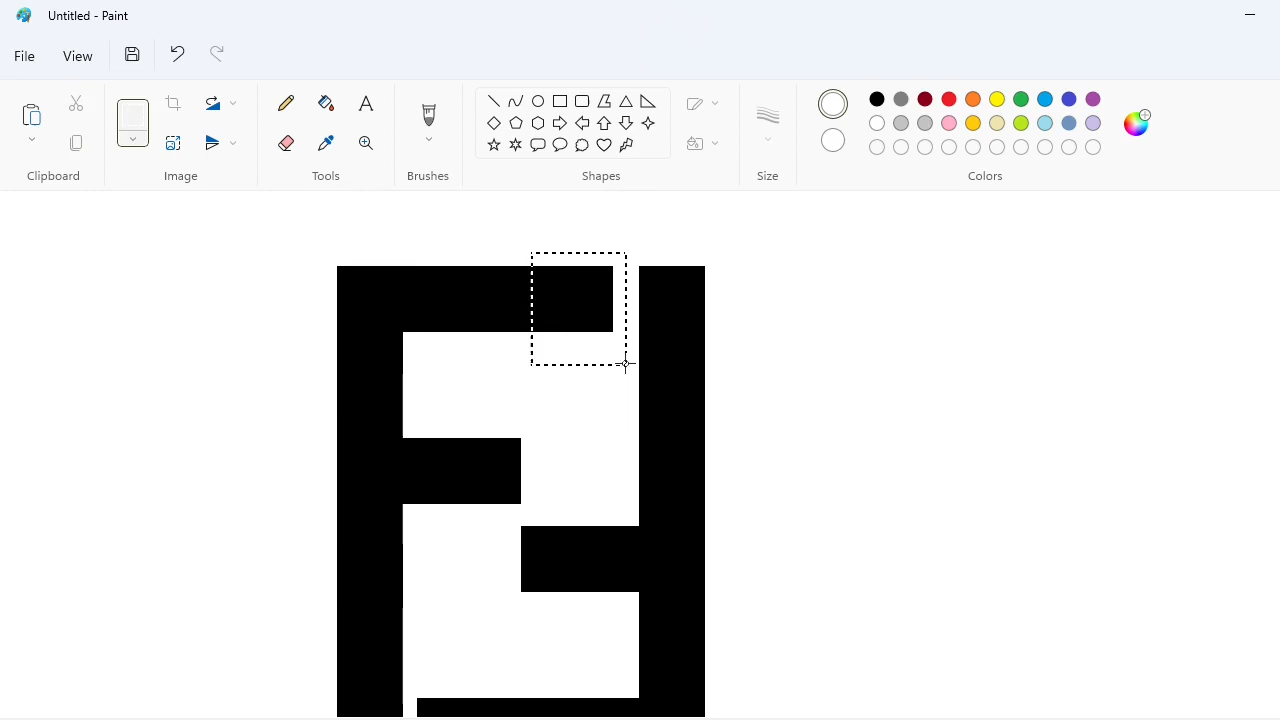 Untitled - Paint
File
View
Clipboard
Image
Tools
Brushes
Shapes
Size
Colors